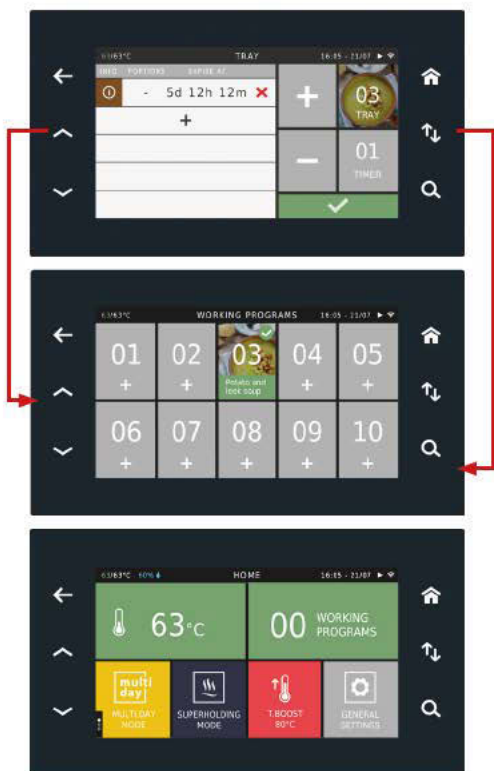 63/63°C TRAY 16:05 - 21/07
INFO PORTIONS EXPIRE AT
- 5d 12h 12m
+
+
03
TRAY
−
01
TIMER
63/63°C WORKING PROGRAMS 16:05 - 21/07
01 02 03 04 05
+ + Potato and leek soup + +
06 07 08 09 10
+ + + + +
63/63°C 60% HOME 16:05 - 21/07
63°C
00 WORKING PROGRAMS
multi day
MULTIDAY MODE
SUPERHOLDING MODE
T.BOOST 80°C
GENERAL SETTINGS